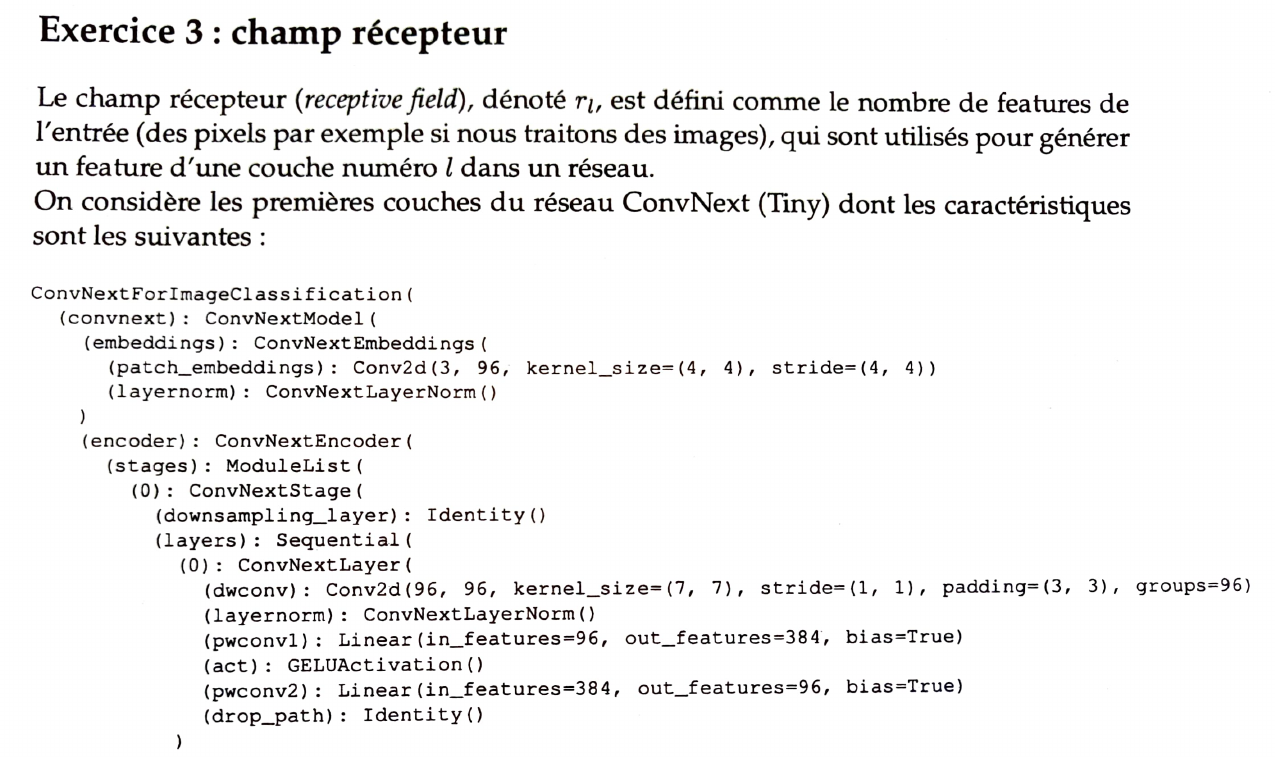 Exercice 3 : champ récepteur
Le champ récepteur (receptive field), dénoté rₗ, est défini comme le nombre de features de
l'entrée (des pixels par exemple si nous traitons des images), qui sont utilisés pour générer
un feature d'une couche numéro l dans un réseau.
On considère les premières couches du réseau ConvNext (Tiny) dont les caractéristiques
sont les suivantes :
ConvNextForImageClassification(
(convnext): ConvNextModel(
(embeddings): ConvNextEmbeddings(
(patch_embeddings): Conv2d(3, 96, kernel_size=(4, 4), stride=(4, 4))
(layernorm): ConvNextLayerNorm()
)
(encoder): ConvNextEncoder(
(stages): ModuleList(
(0): ConvNextStage(
(downsampling_layer): Identity()
(layers): Sequential(
(0): ConvNextLayer(
(dwconv): Conv2d(96, 96, kernel_size=(7, 7), stride=(1, 1), padding=(3, 3), groups=96)
(layernorm): ConvNextLayerNorm()
(pwconv1): Linear(in_features=96, out_features=384, bias=True)
(act): GELUActivation()
(pwconv2): Linear(in_features=384, out_features=96, bias=True)
(drop_path): Identity()
)